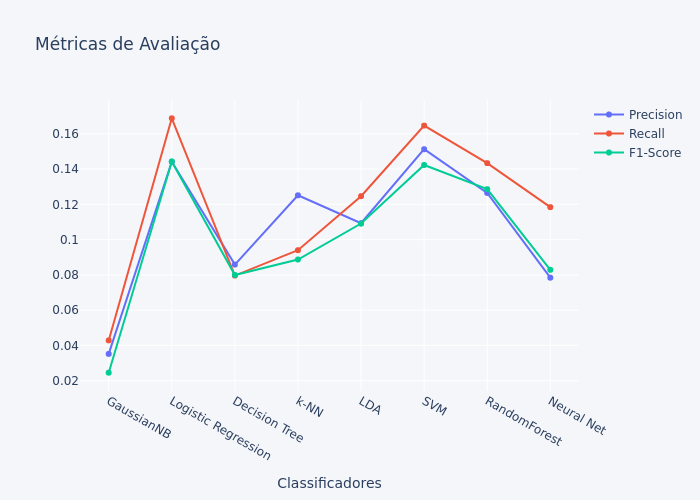 Métricas de Avaliação
Precision
Recall
F1-Score
0.16
0.14
0.12
0.1
0.08
0.06
0.04
0.02
GaussianNB
Logistic Regression
Decision Tree
k-NN
LDA
SVM
RandomForest
Neural Net
Classificadores